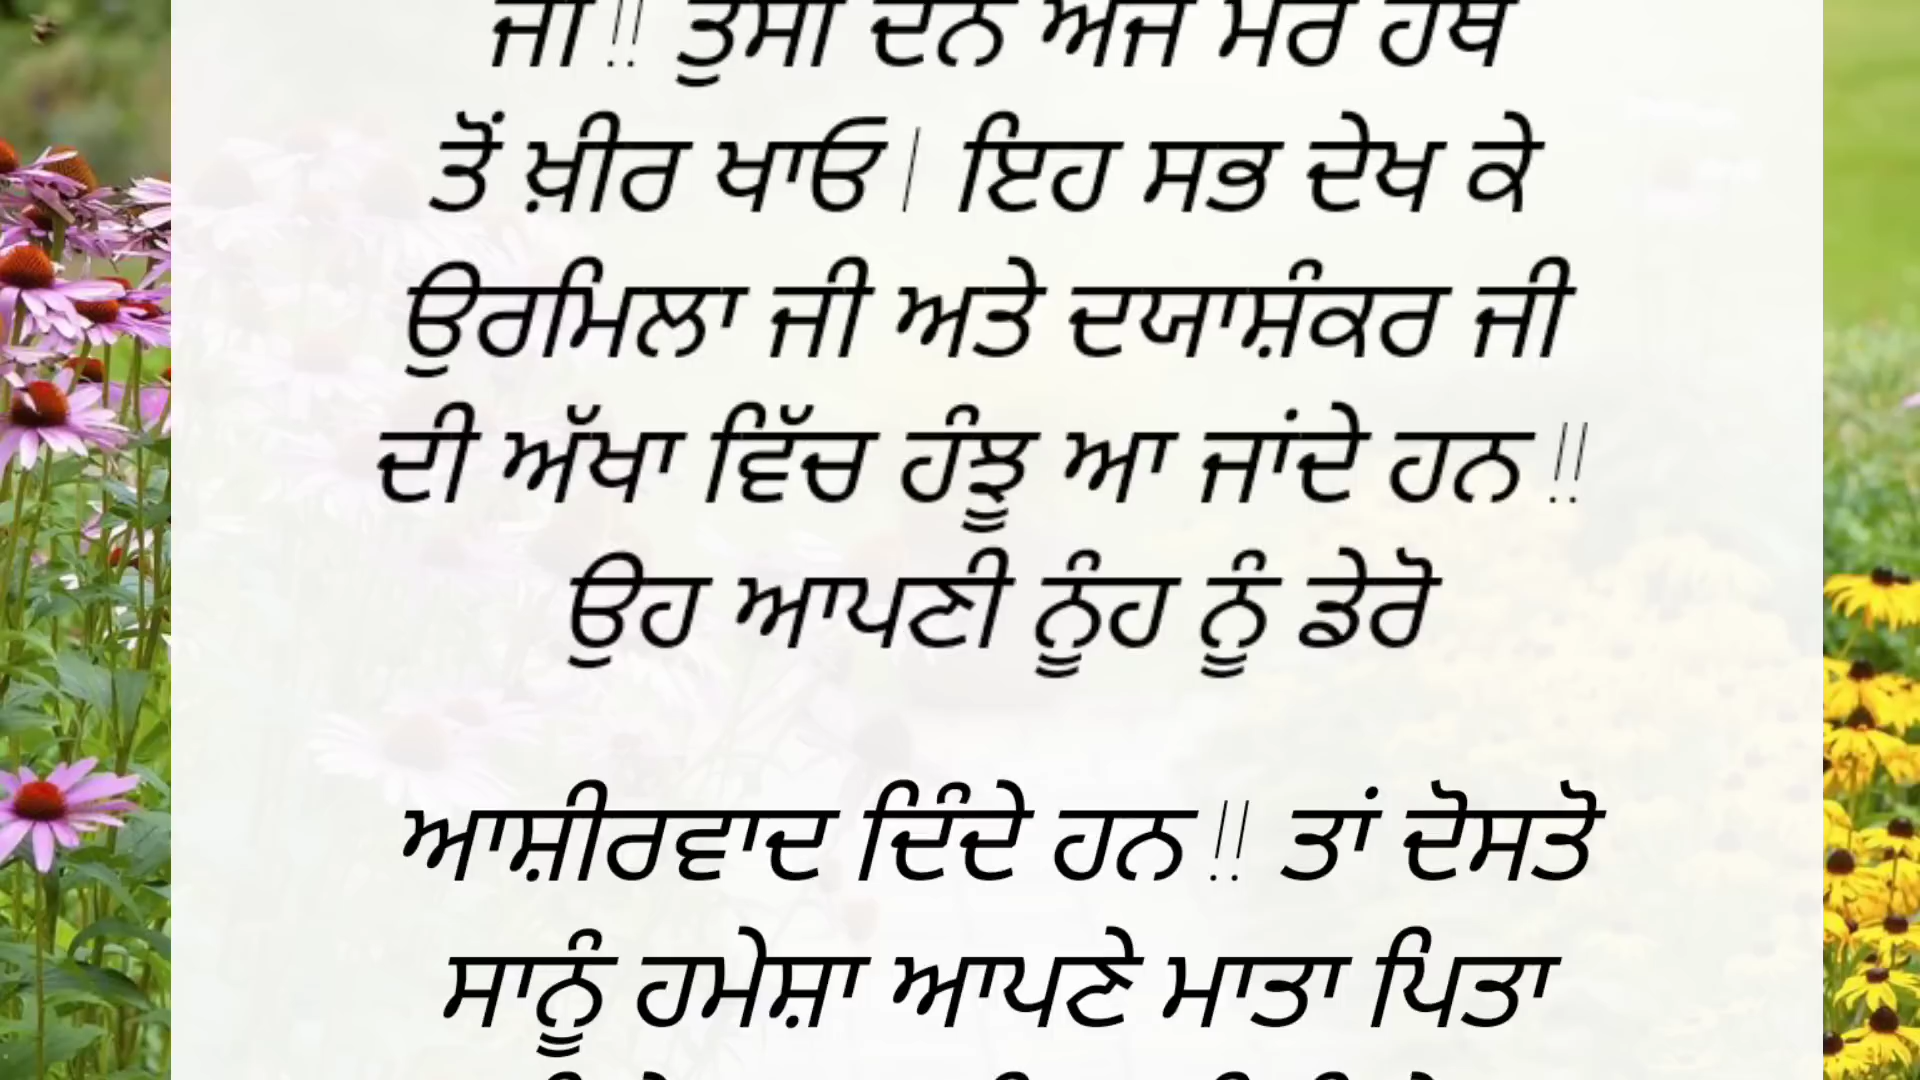 ਜੀ!! ਤੁਸੀਂ ਅੱਜ ਹੱਥ
ਤੋਂ ਖ਼ੀਰ ਖਾਓ। ਇਹ ਸਭ ਦੇਖ ਕੇ
ਉਰਮਿਲਾ ਜੀ ਅਤੇ ਦਯਾਸ਼ੰਕਰ ਜੀ
ਦੀ ਅੱਖਾ ਵਿੱਚ ਹੰਝੂ ਆ ਜਾਂਦੇ ਹਨ!!
ਉਹ ਆਪਣੀ ਨੂੰਹ ਨੂੰ ਡੇਰੋ
ਆਸ਼ੀਰਵਾਦ ਦਿੰਦੇ ਹਨ!! ਤਾਂ ਦੋਸਤੋ
ਸਾਨੂੰ ਹਮੇਸ਼ਾ ਆਪਣੇ ਮਾਤਾ ਪਿਤਾ